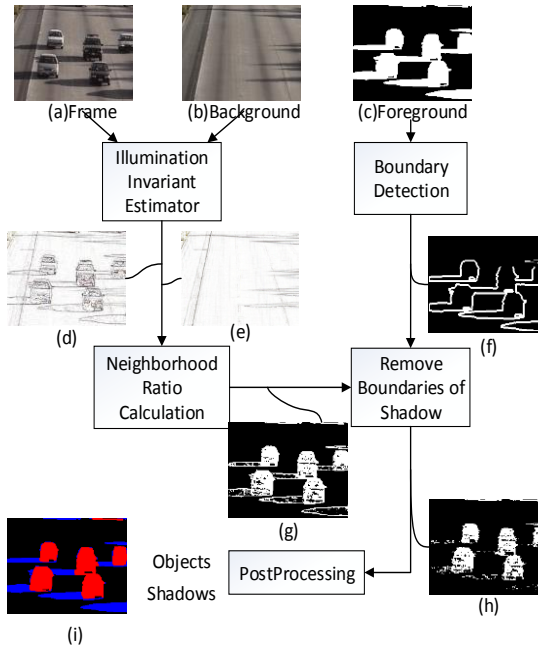 (a)Frame
(b)Background
(c)Foreground
Illumination
Invariant
Estimator
Boundary
Detection
(d)
(e)
(f)
Neighborhood
Ratio
Calculation
Remove
Boundaries of
Shadow
(g)
Objects
Shadows
PostProcessing
(h)
(i)